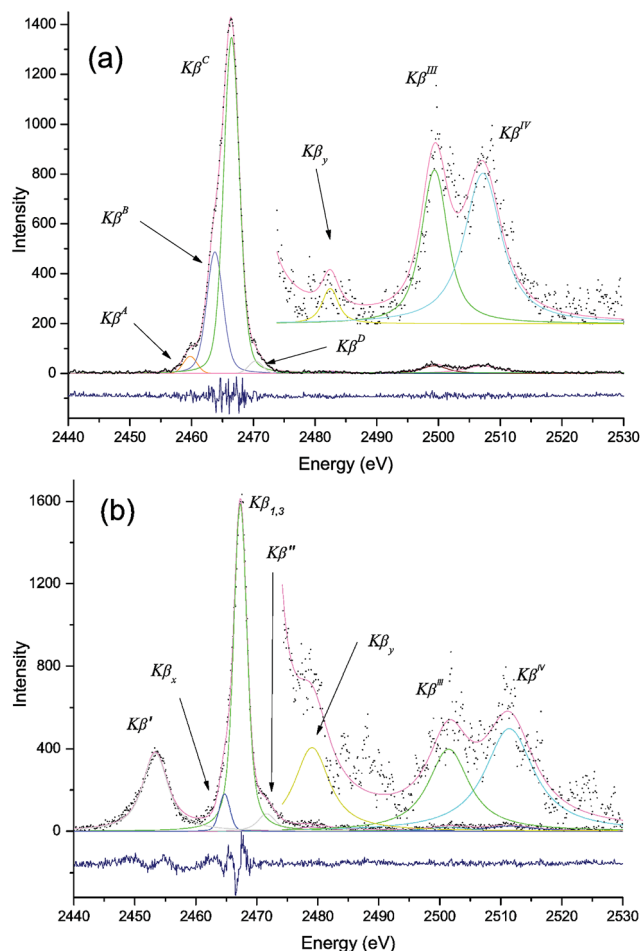 (a)
Kβ^C
Kβ^III
Kβ^IV
Kβ_y
Kβ^B
Kβ^A
Kβ^D
Intensity
1400
1200
1000
800
600
400
200
0
2440 2450 2460 2470 2480 2490 2500 2510 2520 2530
Energy (eV)
(b)
Kβ_1,3
Kβ"
Kβ_x
Kβ_y
Kβ'
Kβ^III
Kβ^IV
Intensity
1600
1200
800
400
0
2440 2450 2460 2470 2480 2490 2500 2510 2520 2530
Energy (eV)